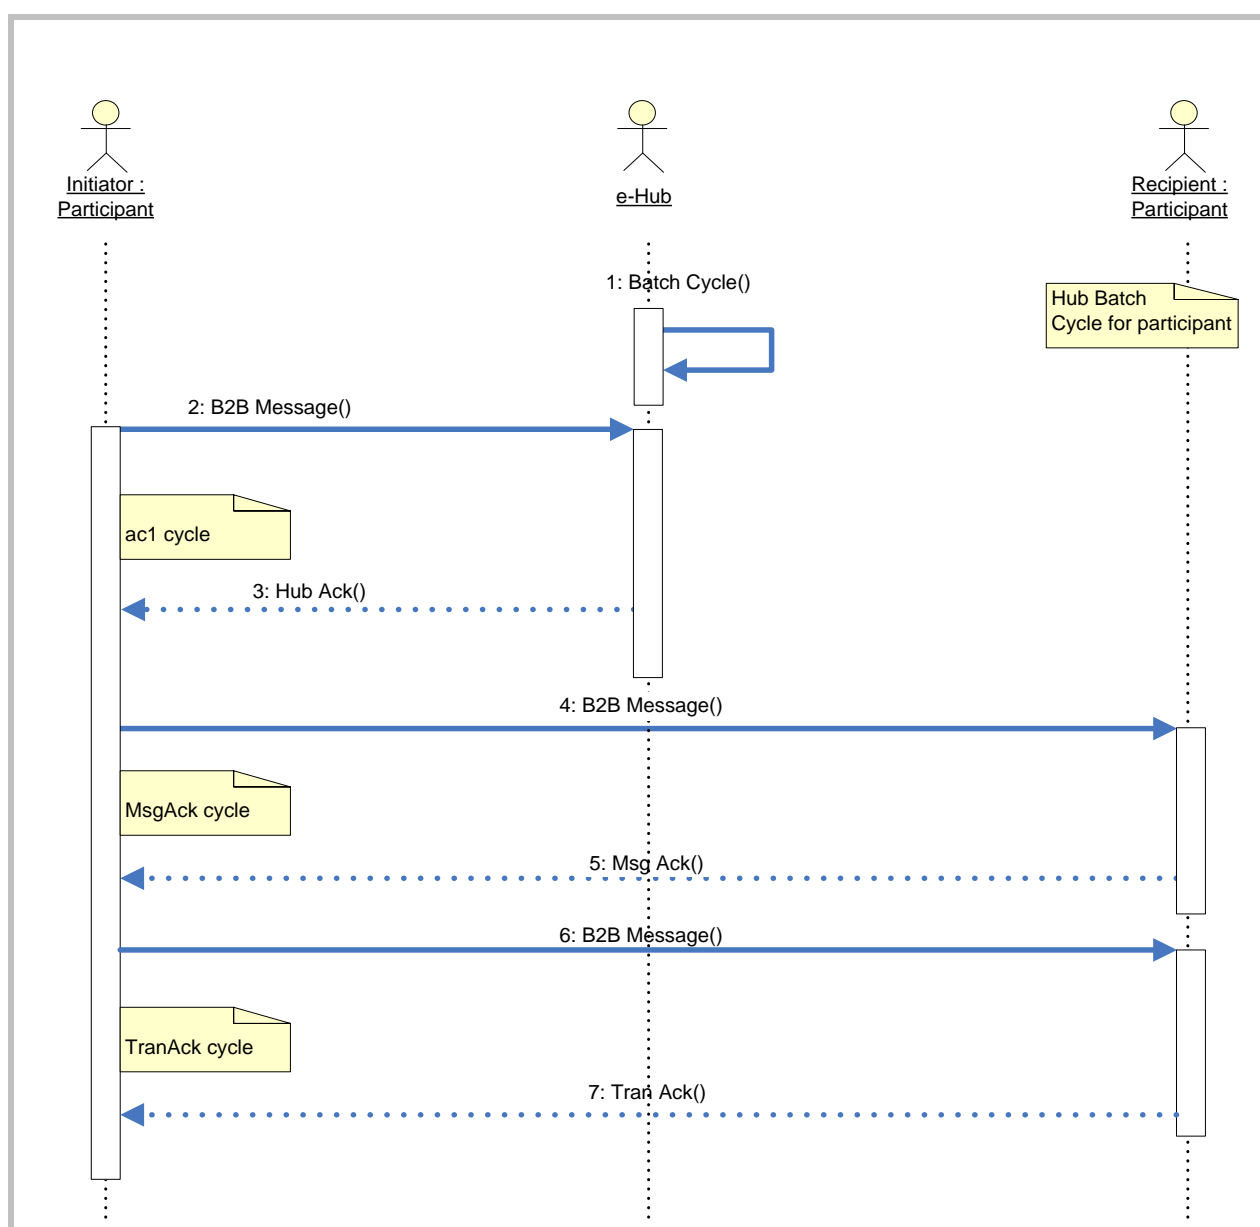 Initiator :
Participant
e-Hub
Recipient :
Participant
1: Batch Cycle()
Hub Batch
Cycle for participant
2: B2B Message()
ac1 cycle
3: Hub Ack()
4: B2B Message()
MsgAck cycle
5: Msg Ack()
6: B2B Message()
TranAck cycle
7: Tran Ack()